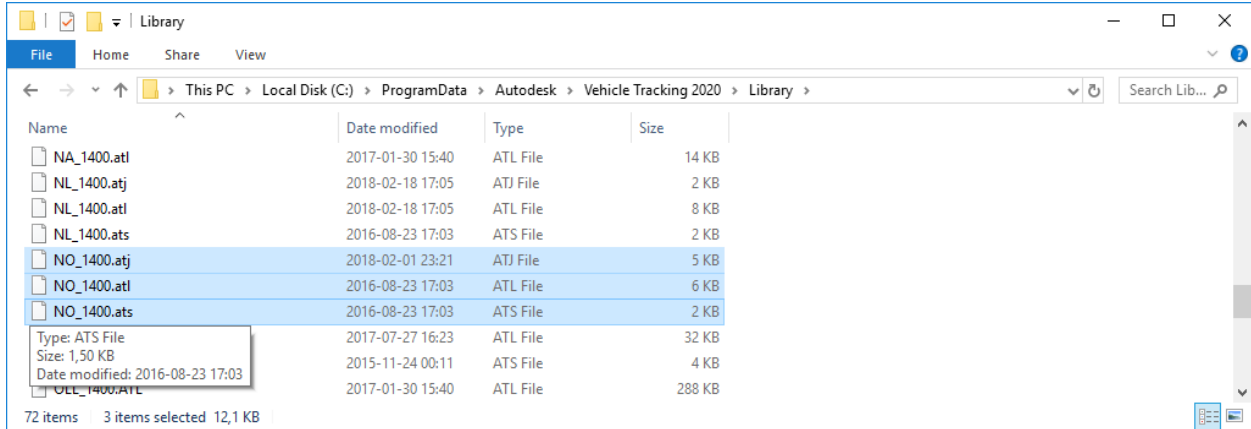 Library
File Home Share View
This PC > Local Disk (C:) > ProgramData > Autodesk > Vehicle Tracking 2020 > Library > Search Lib...
Name Date modified Type Size
NA_1400.atl 2017-01-30 15:40 ATL File 14 KB
NL_1400.atj 2018-02-18 17:05 ATJ File 2 KB
NL_1400.atl 2018-02-18 17:05 ATL File 8 KB
NL_1400.ats 2016-08-23 17:03 ATS File 2 KB
NO_1400.atj 2018-02-01 23:21 ATJ File 5 KB
NO_1400.atl 2016-08-23 17:03 ATL File 6 KB
NO_1400.ats 2016-08-23 17:03 ATS File 2 KB
Type: ATS File 2017-07-27 16:23 ATL File 32 KB
Size: 1,50 KB 2015-11-24 00:11 ATS File 4 KB
Date modified: 2016-08-23 17:03
2017-01-30 15:40 ATL File 288 KB
72 items 3 items selected 12,1 KB